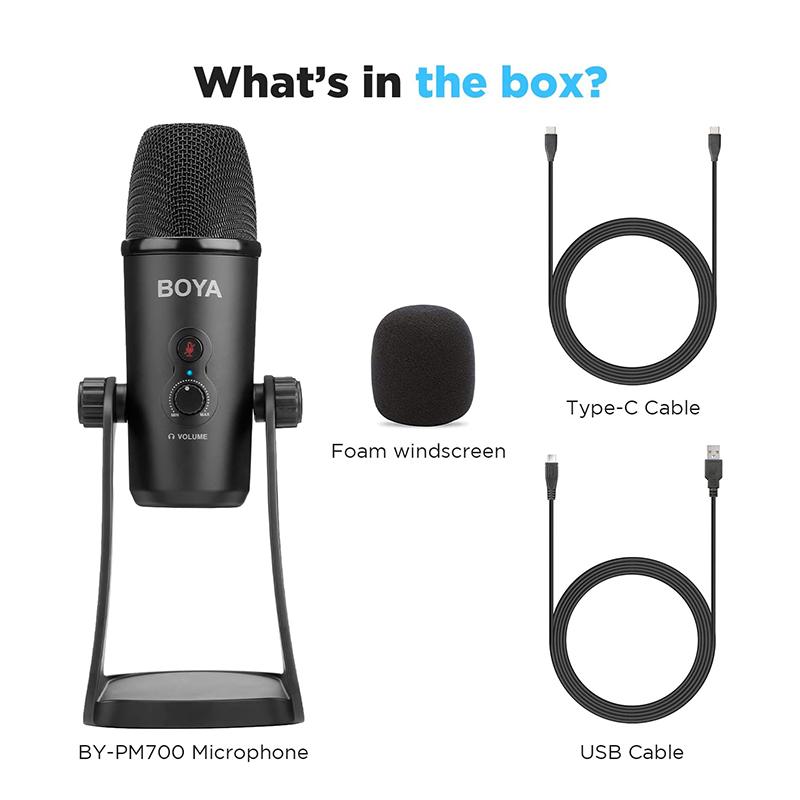 What's in the box?
BOYA
MIN MAX
VOLUME
Foam windscreen
Type-C Cable
BY-PM700 Microphone
USB Cable